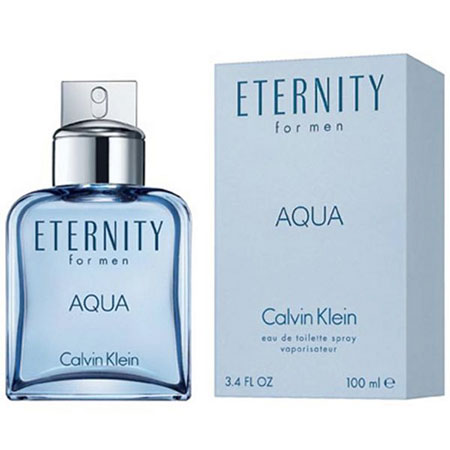 ETERNITY
for men
AQUA
Calvin Klein
ETERNITY
for men
AQUA
Calvin Klein
eau de toilette spray
vaporisateur
3.4 FL OZ 100 ml ℮